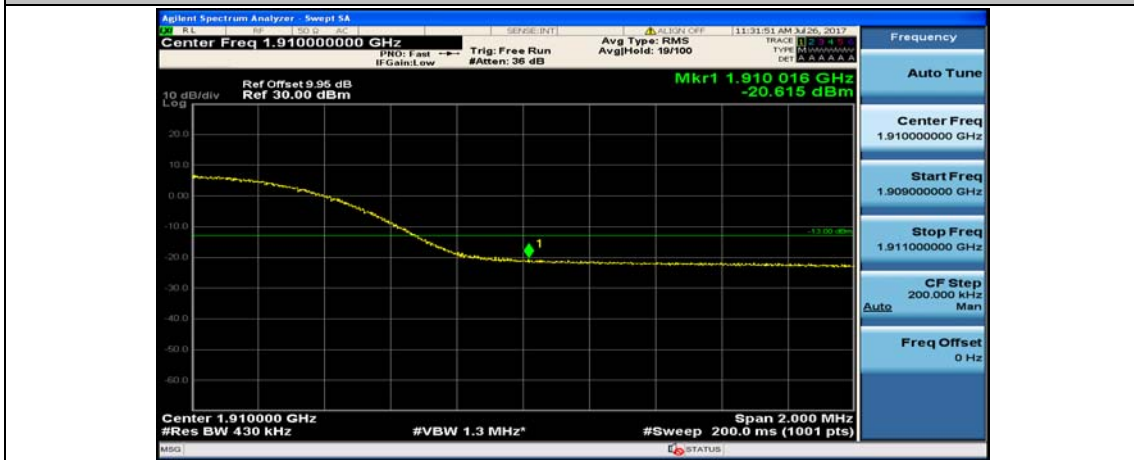 Agilent Spectrum Analyzer - Swept SA
RL RF 50 Ω AC SENSE:INT ALIGN OFF 11:31:51 AM Jul 26, 2017
Center Freq 1.910000000 GHz
PNO: Fast
IFGain:Low
Trig: Free Run
#Atten: 36 dB
Avg Type: RMS
Avg|Hold: 19/100
TRACE 1 2 3 4 5 6
TYPE M
DET A A A A A A
Frequency
Ref Offset 9.95 dB
Ref 30.00 dBm
10 dB/div
Log
Mkr1 1.910 016 GHz
-20.615 dBm
20.0
10.0
0.00
-10.0
-20.0
-30.0
-40.0
-50.0
-60.0
-13.00 dBm
1
Center 1.910000 GHz
#Res BW 430 kHz
#VBW 1.3 MHz*
Span 2.000 MHz
#Sweep 200.0 ms (1001 pts)
MSG
STATUS
Auto Tune
Center Freq
1.910000000 GHz
Start Freq
1.909000000 GHz
Stop Freq
1.911000000 GHz
CF Step
200.000 kHz
Auto Man
Freq Offset
0 Hz